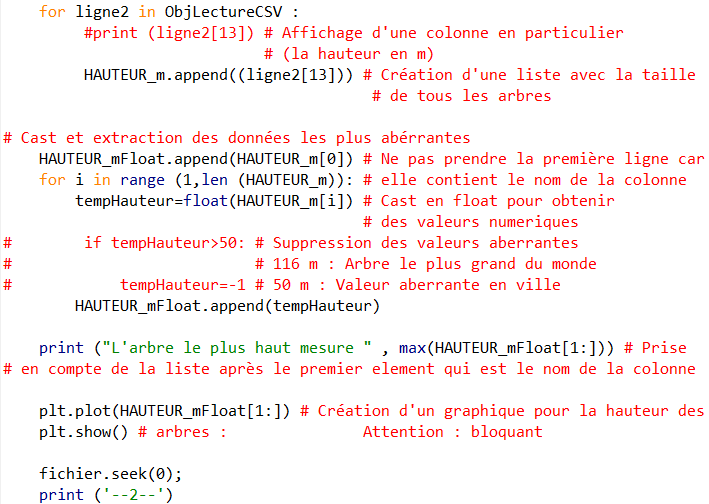 for ligne2 in ObjLectureCSV :
#print (ligne2[13]) # Affichage d'une colonne en particulier
# (la hauteur en m)
HAUTEUR_m.append((ligne2[13])) # Création d'une liste avec la taille
# de tous les arbres
# Cast et extraction des données les plus abérrantes
HAUTEUR_mFloat.append(HAUTEUR_m[0]) # Ne pas prendre la première ligne car
for i in range (1,len (HAUTEUR_m)): # elle contient le nom de la colonne
tempHauteur=float(HAUTEUR_m[i]) # Cast en float pour obtenir
# des valeurs numeriques
# if tempHauteur>50: # Suppression des valeurs aberrantes
# # 116 m : Arbre le plus grand du monde
# tempHauteur=-1 # 50 m : Valeur aberrante en ville
HAUTEUR_mFloat.append(tempHauteur)
print ("L'arbre le plus haut mesure " , max(HAUTEUR_mFloat[1:])) # Prise
# en compte de la liste après le premier element qui est le nom de la colonne
plt.plot(HAUTEUR_mFloat[1:]) # Création d'un graphique pour la hauteur des
plt.show() # arbres : Attention : bloquant
fichier.seek(0);
print ('--2--')